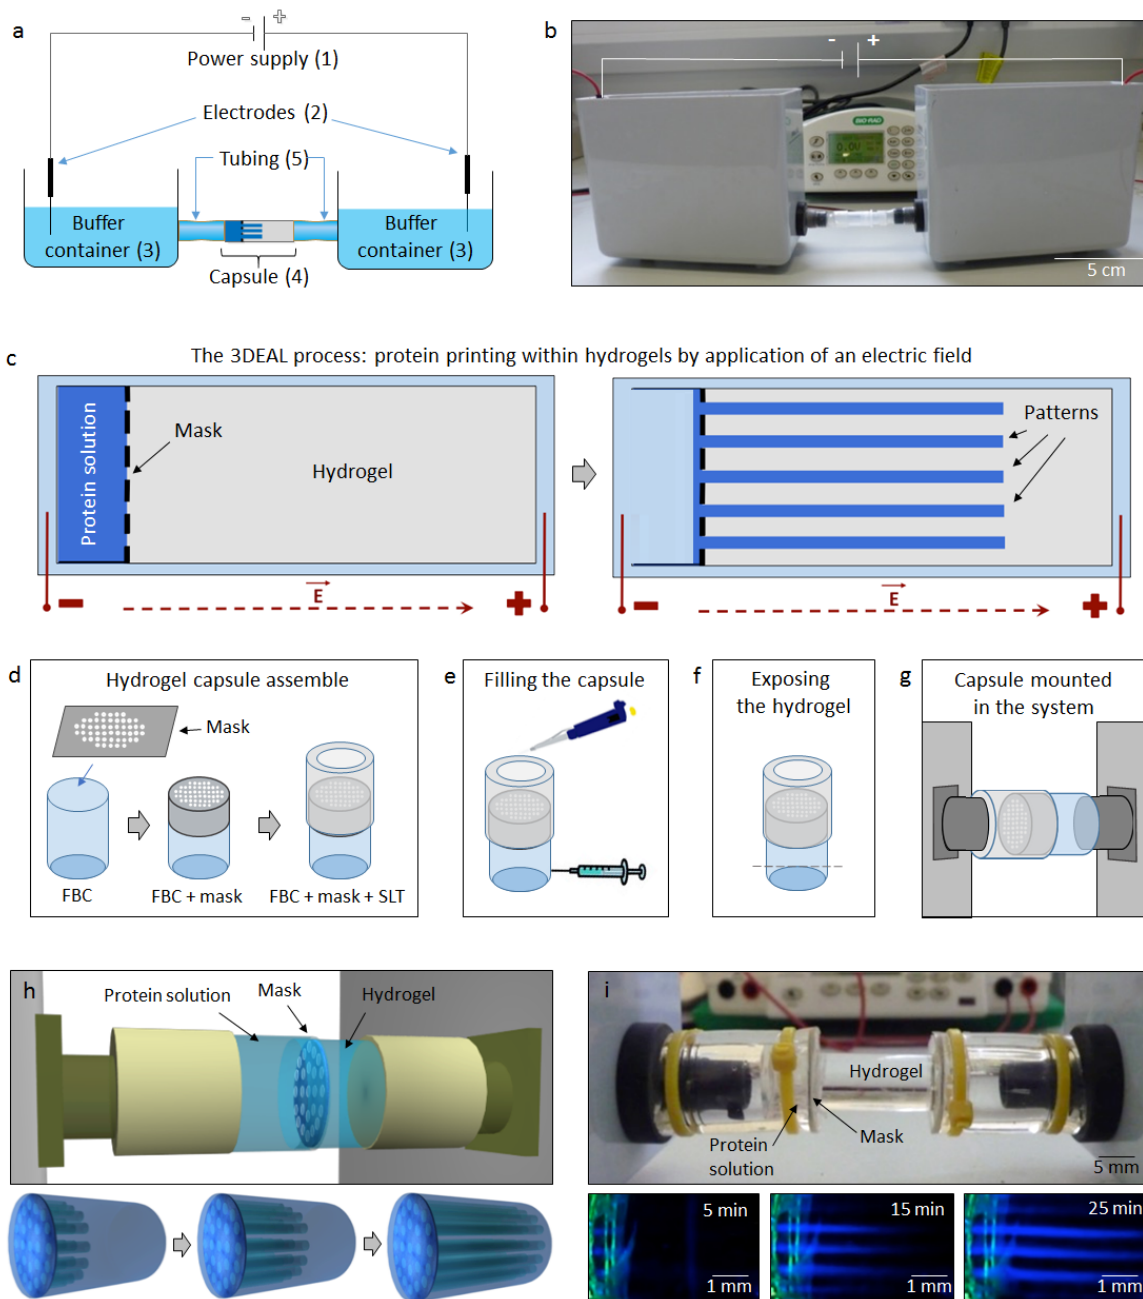 a
- +
Power supply (1)
Electrodes (2)
Tubing (5)
Buffer
container (3)
Buffer
container (3)
Capsule (4)
b
- +
BIO-RAD
0.0V
5 cm
c
The 3DEAL process: protein printing within hydrogels by application of an electric field
Protein solution
Mask
Hydrogel
Patterns
E
E
d
Hydrogel capsule assemble
Mask
FBC
FBC + mask
FBC + mask + SLT
e
Filling the capsule
f
Exposing
the hydrogel
g
Capsule mounted
in the system
h
Protein solution
Mask
Hydrogel
i
Hydrogel
Protein
solution
Mask
5 mm
5 min
1 mm
15 min
1 mm
25 min
1 mm